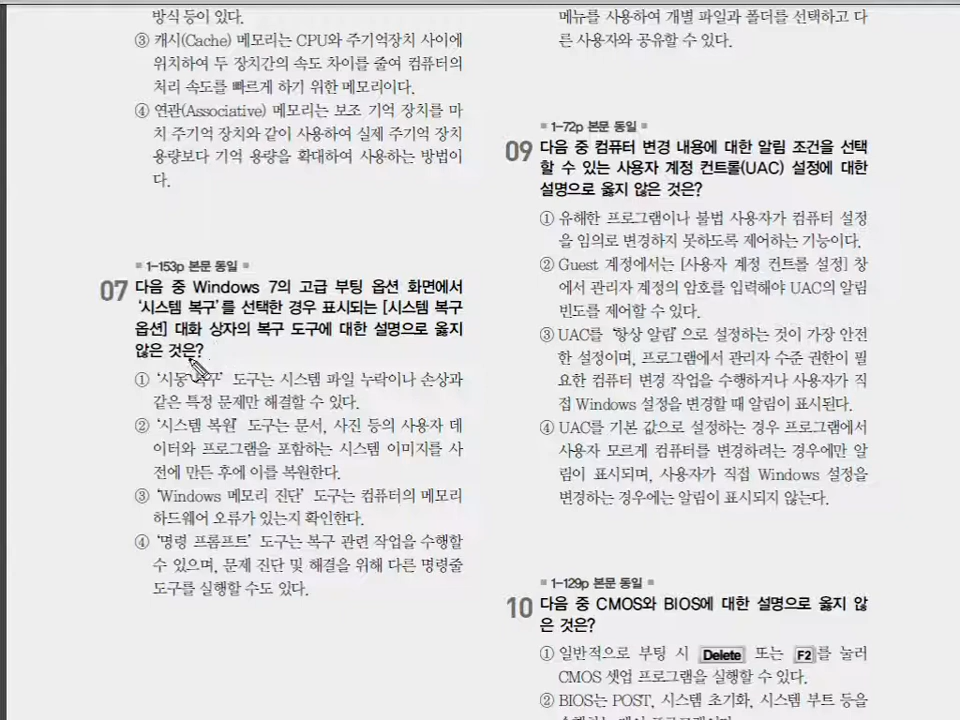 방식 등이 있다.
③ 캐시(Cache) 메모리는 CPU와 주기억장치 사이에
위치하여 두 장치간의 속도 차이를 줄여 컴퓨터의
처리 속도를 빠르게 하기 위한 메모리이다.
④ 연관(Associative) 메모리는 보조 기억 장치를 마
치 주기억 장치와 같이 사용하여 실제 주기억 장치
용량보다 기억 용량을 확대하여 사용하는 방법이
다.
■ 1-153p 본문 동일 ■
07 다음 중 Windows 7의 고급 부팅 옵션 화면에서
‘시스템 복구’를 선택한 경우 표시되는 [시스템 복구
옵션] 대화 상자의 복구 도구에 대한 설명으로 옳지
않은 것은?
① ‘시동 복구’ 도구는 시스템 파일 누락이나 손상과
같은 특정 문제만 해결할 수 있다.
② ‘시스템 복원’ 도구는 문서, 사진 등의 사용자 데
이터와 프로그램을 포함하는 시스템 이미지를 사
전에 만든 후에 이를 복원한다.
③ ‘Windows 메모리 진단’ 도구는 컴퓨터의 메모리
하드웨어 오류가 있는지 확인한다.
④ ‘명령 프롬프트’ 도구는 복구 관련 작업을 수행할
수 있으며, 문제 진단 및 해결을 위해 다른 명령줄
도구를 실행할 수도 있다.
메뉴를 사용하여 개별 파일과 폴더를 선택하고 다
른 사용자와 공유할 수 있다.
■ 1-72p 본문 동일 ■
09 다음 중 컴퓨터 변경 내용에 대한 알림 조건을 선택
할 수 있는 사용자 계정 컨트롤(UAC) 설정에 대한
설명으로 옳지 않은 것은?
① 유해한 프로그램이나 불법 사용자가 컴퓨터 설정
을 임의로 변경하지 못하도록 제어하는 기능이다.
② Guest 계정에서는 [사용자 계정 컨트롤 설정] 창
에서 관리자 계정의 암호를 입력해야 UAC의 알림
빈도를 제어할 수 있다.
③ UAC를 ‘항상 알림’으로 설정하는 것이 가장 안전
한 설정이며, 프로그램에서 관리자 수준 권한이 필
요한 컴퓨터 변경 작업을 수행하거나 사용자가 직
접 Windows 설정을 변경할 때 알림이 표시된다.
④ UAC를 기본 값으로 설정하는 경우 프로그램에서
사용자 모르게 컴퓨터를 변경하려는 경우에만 알
림이 표시되며, 사용자가 직접 Windows 설정을
변경하는 경우에는 알림이 표시되지 않는다.
■ 1-129p 본문 동일 ■
10 다음 중 CMOS와 BIOS에 대한 설명으로 옳지 않
은 것은?
① 일반적으로 부팅 시 Delete 또는 F2를 눌러
CMOS 셋업 프로그램을 실행할 수 있다.
② BIOS는 POST, 시스템 초기화, 시스템 부트 등을